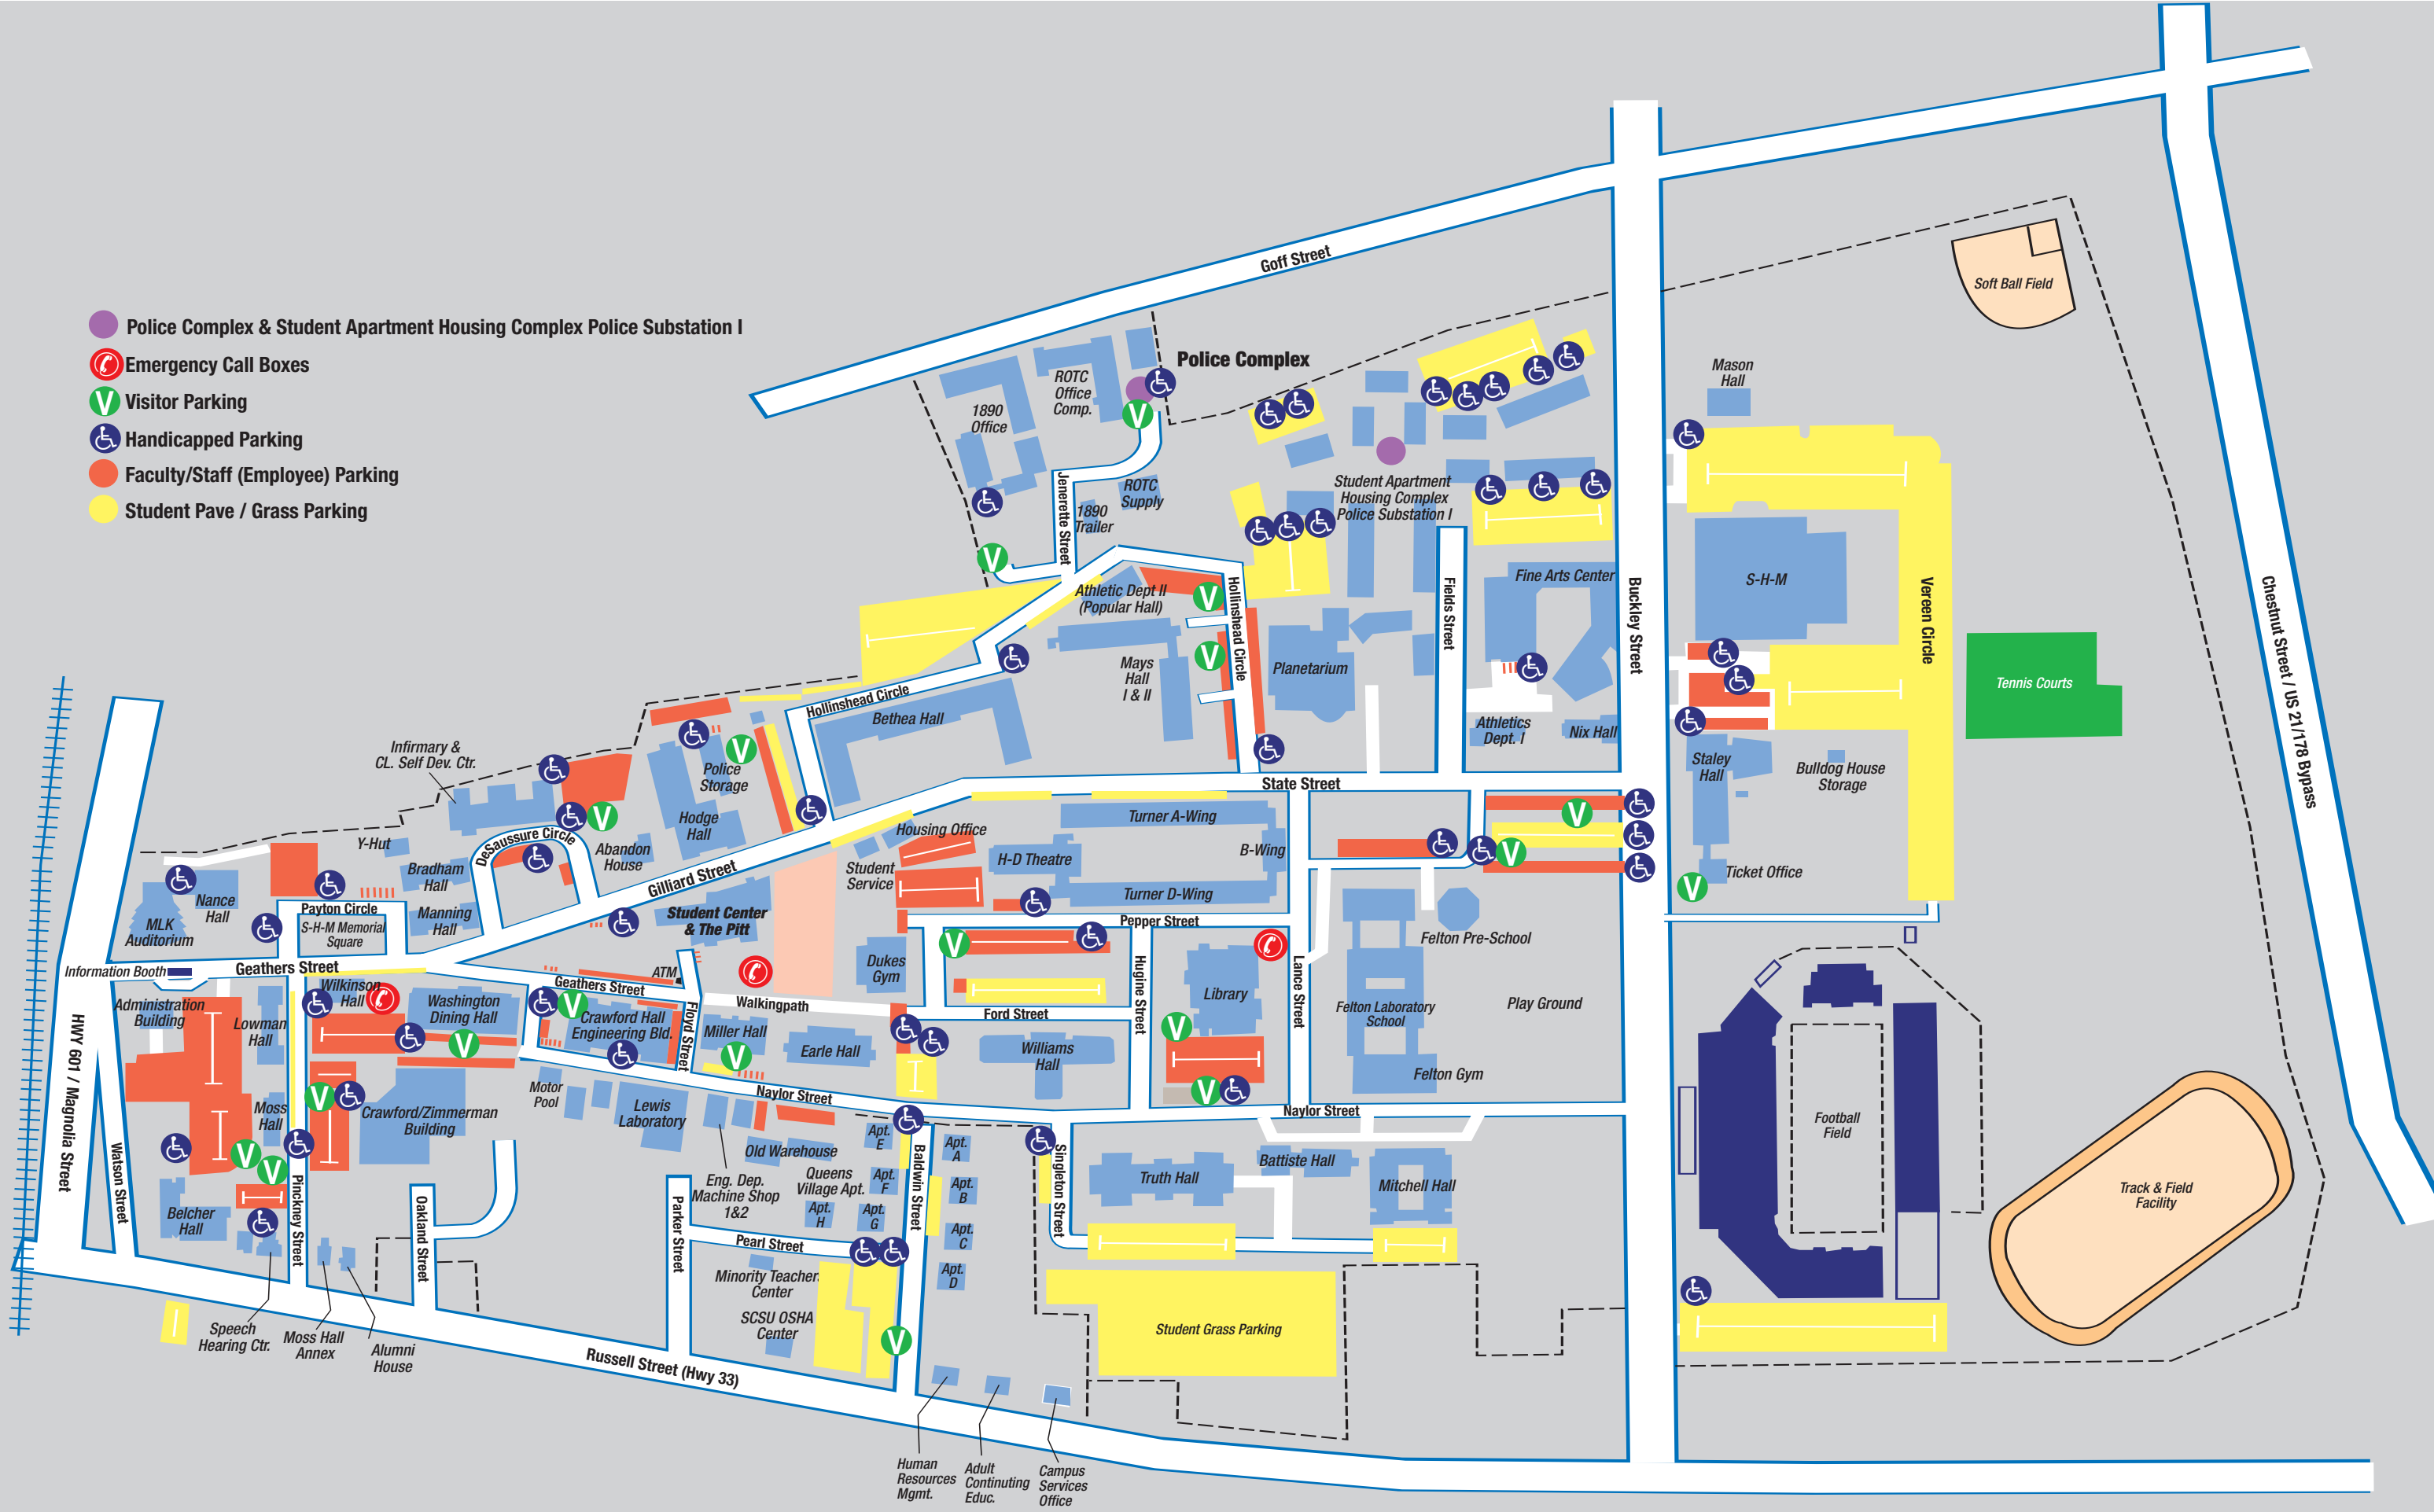 Goff Street
Soft Ball Field
Police Complex & Student Apartment Housing Complex Police Substation I
Emergency Call Boxes
V
Visitor Parking
Handicapped Parking
Faculty/Staff (Employee) Parking
Student Pave / Grass Parking
Police Complex
ROTC
Office
Comp.
1890
Office
Mason
Hall
V
Jenerette Street
ROTC
Supply
1890
Trailer
Student Apartment
Housing Complex
Police Substation I
V
Athletic Dept II
(Popular Hall)
V
Hollinshead Circle
Fields Street
Fine Arts Center
Buckley Street
S-H-M
Vereen Circle
Chestnut Street / US 21/178 Bypass
Mays
Hall
I & II
V
Planetarium
Tennis Courts
Hollinshead Circle
Bethea Hall
Athletics
Dept. I
Nix Hall
Infirmary &
CL. Self Dev. Ctr.
V
Police
Storage
Staley
Hall
Bulldog House
Storage
State Street
Hodge
Hall
V
Turner A-Wing
V
DeSaussure Circle
Y-Hut
Abandon
House
Housing Office
H-D Theatre
B-Wing
V
Bradham
Hall
Gilliard Street
Student
Service
Ticket Office
V
Turner D-Wing
Nance
Hall
Payton Circle
Manning
Hall
MLK
Auditorium
S-H-M Memorial
Square
Student Center
& The Pitt
Pepper Street
Felton Pre-School
V
Information Booth
Geathers Street
ATM
Dukes
Gym
Hugine Street
Lance Street
Library
Geathers Street
Wilkinson
Hall
Washington
Dining Hall
V
Floyd Street
Walkingpath
Administration
Building
Lowman
Hall
Crawford Hall
Engineering Bld.
Miller Hall
Ford Street
V
Felton Laboratory
School
Play Ground
HWY 601 / Magnolia Street
V
V
Earle Hall
Williams
Hall
Felton Gym
V
V
Motor
Pool
Naylor Street
Lewis
Laboratory
Naylor Street
Moss
Hall
Crawford/Zimmerman
Building
Football
Field
Watson Street
V
V
Apt.
E
Apt.
A
Old Warehouse
Baldwin Street
Singleton Street
Truth Hall
Battiste Hall
Mitchell Hall
Pinckney Street
Queens
Village Apt.
Apt.
F
Apt.
B
Eng. Dep.
Machine Shop
1&2
Track & Field
Facility
Belcher
Hall
Oakland Street
Parker Street
Apt.
H
Apt.
G
Apt.
C
Pearl Street
Apt.
D
Minority Teacher
Center
SCSU OSHA
Center
V
Student Grass Parking
Speech
Hearing Ctr.
Moss Hall
Annex
Alumni
House
Russell Street (Hwy 33)
Human
Resources
Mgmt.
Adult
Continuting
Educ.
Campus
Services
Office